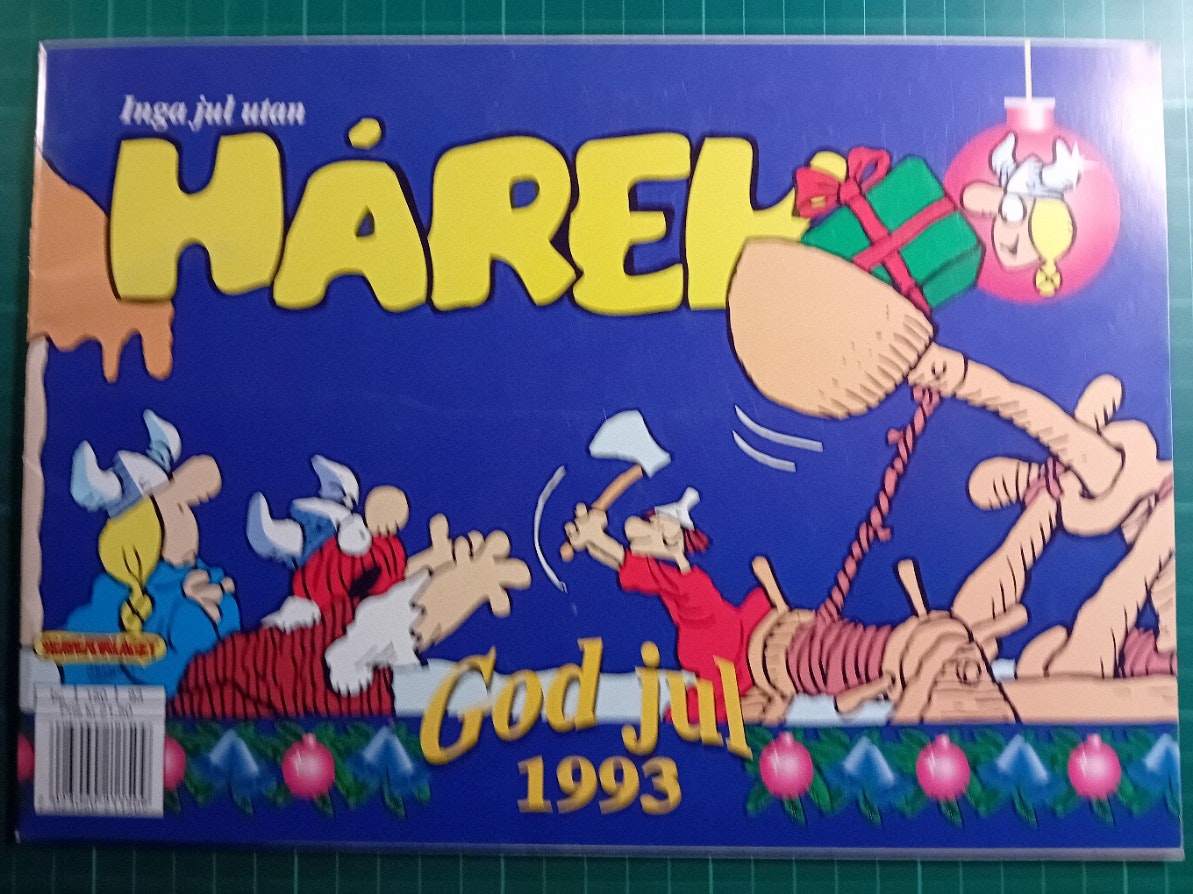 Inga jul utan
HÅREK
God jul
1993